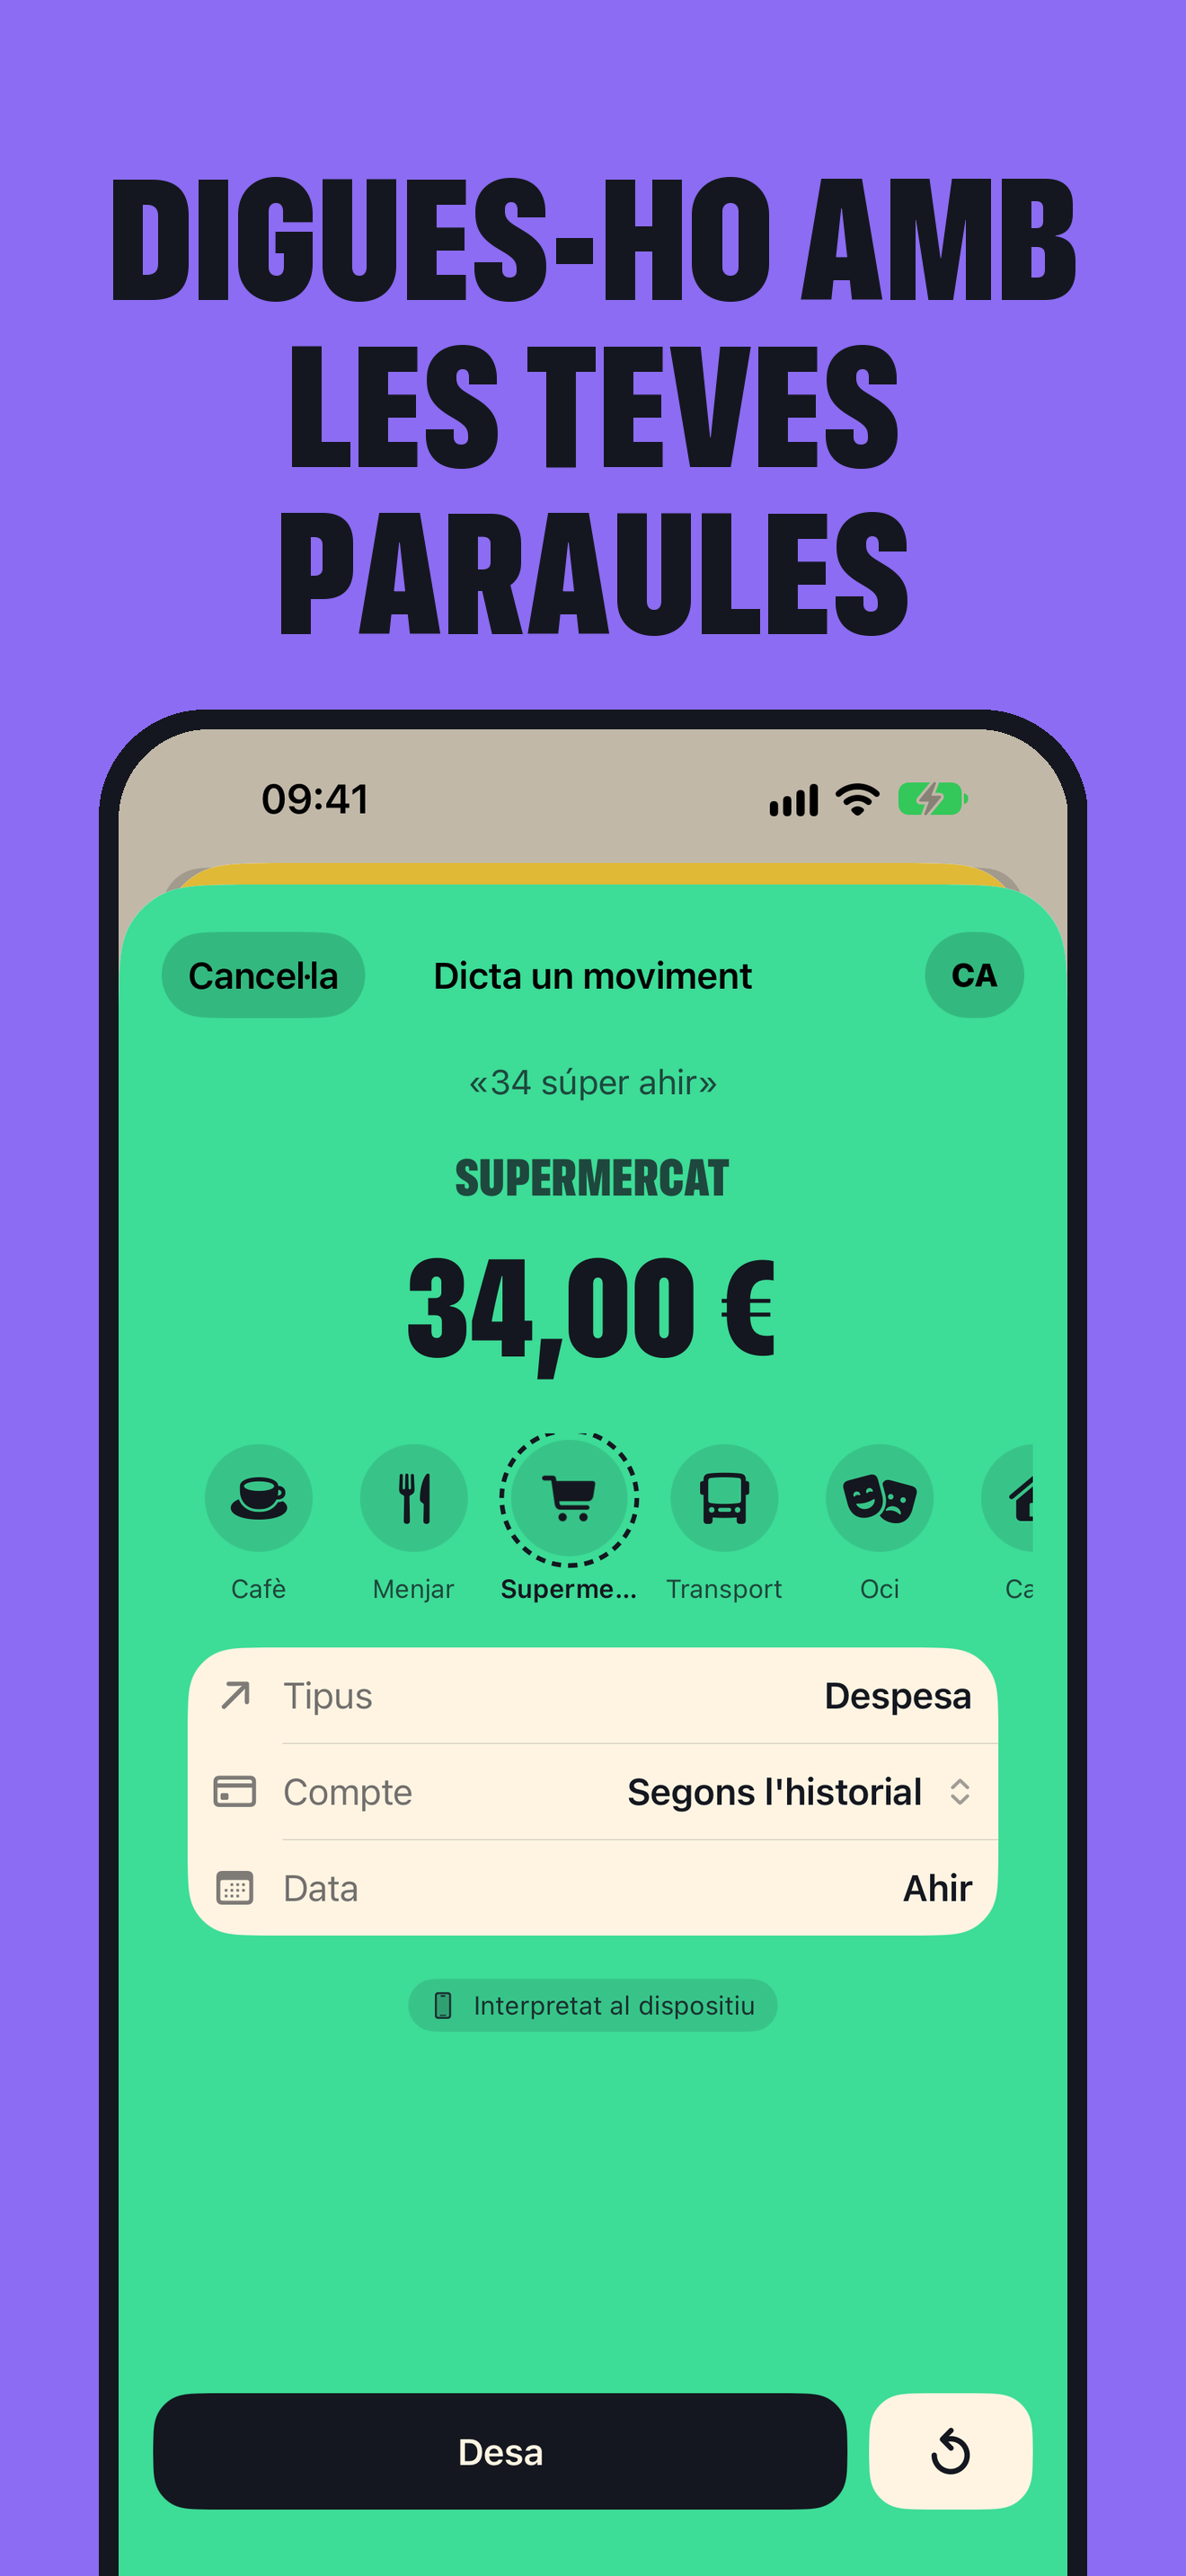 DIGUES-HO AMB
LES TEVES
PARAULES
09:41
Cancel·la
Dicta un moviment
CA
«34 súper ahir»
SUPERMERCAT
34,00 €
Cafè
Menjar
Superme...
Transport
Oci
Ca
Tipus
Despesa
Compte
Segons l'historial
Data
Ahir
Interpretat al dispositiu
Desa